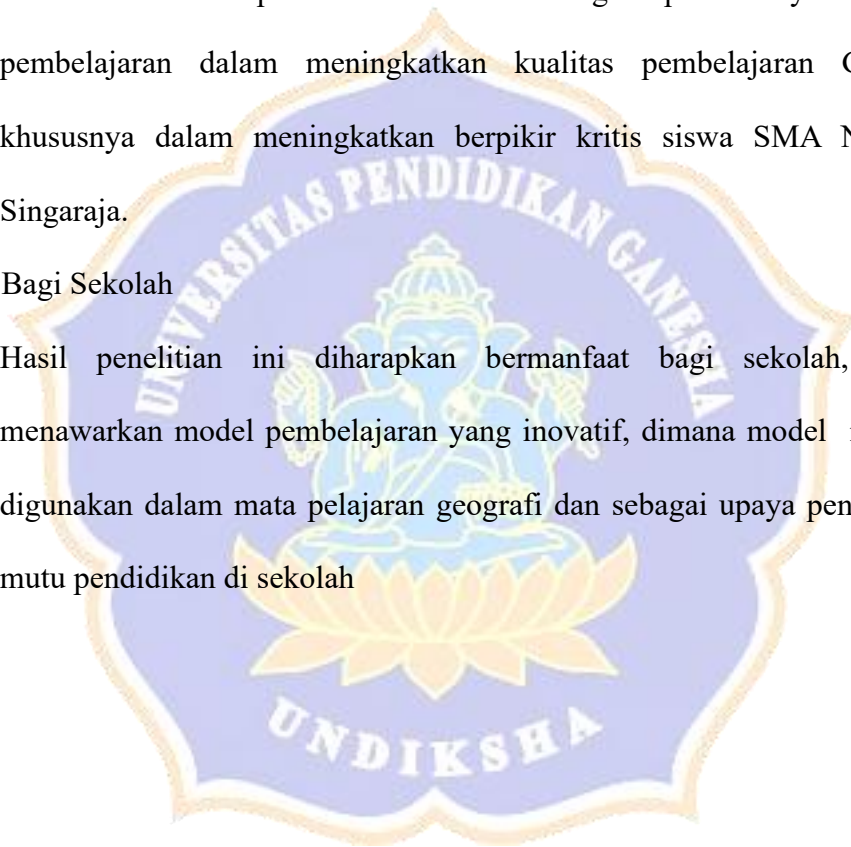 pembelajaran dalam meningkatkan kualitas pembelajaran
khususnya dalam meningkatkan berpikir kritis siswa SMA
Singaraja.
Bagi Sekolah
Hasil penelitian ini diharapkan bermanfaat bagi sekolah,
menawarkan model pembelajaran yang inovatif, dimana model
digunakan dalam mata pelajaran geografi dan sebagai upaya pen
mutu pendidikan di sekolah
UNIVERSITAS PENDIDIKAN GANESHA
UNDIKSHA